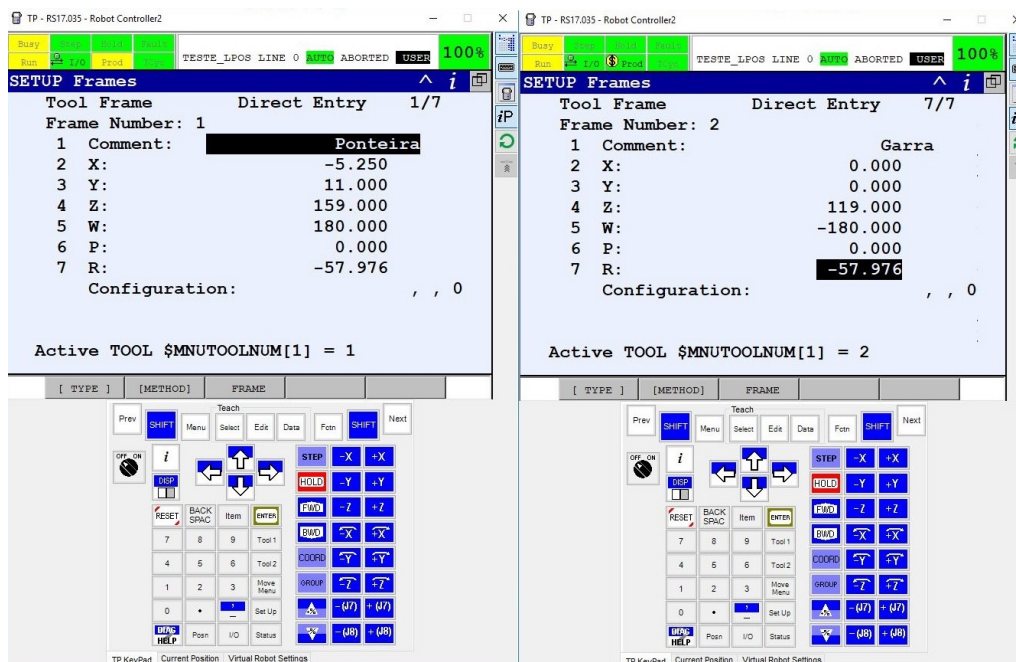 TP - RS17.035 - Robot Controller2
Busy Step Hold Fault
Run I/O Prod TCyc
TESTE_LPOS LINE 0 AUTO ABORTED USER 100%
SETUP Frames
Tool Frame Direct Entry 1/7
Frame Number: 1
1 Comment: Ponteira
2 X: -5.250
3 Y: 11.000
4 Z: 159.000
5 W: 180.000
6 P: 0.000
7 R: -57.976
Configuration: , , 0
Active TOOL $MNUTOOLNUM[1] = 1
[ TYPE ] [METHOD] FRAME
iP
Teach
Prev SHIFT Menu Select Edit Data Fctn SHIFT Next
OFF ON i STEP -X +X
DISP HOLD -Y +Y
RESET BACK SPAC Item ENTER FWD -Z +Z
7 8 9 Tool 1 BWD -X +X
4 5 6 Tool 2 COORD -Y +Y
1 2 3 Move Menu GROUP -Z +Z
0 . , Set Up +% - (J7) + (J7)
DIAG HELP Posn I/O Status -% - (J8) + (J8)
TP KeyPad Current Position Virtual Robot Settings
TP - RS17.035 - Robot Controller2
Busy Step Hold Fault
Run I/O Prod TCyc
TESTE_LPOS LINE 0 AUTO ABORTED USER 100%
SETUP Frames
Tool Frame Direct Entry 7/7
Frame Number: 2
1 Comment: Garra
2 X: 0.000
3 Y: 0.000
4 Z: 119.000
5 W: -180.000
6 P: 0.000
7 R: -57.976
Configuration: , , 0
Active TOOL $MNUTOOLNUM[1] = 2
[ TYPE ] [METHOD] FRAME
Teach
Prev SHIFT Menu Select Edit Data Fctn SHIFT Next
OFF ON i STEP -X +X
DISP HOLD -Y +Y
RESET BACK SPAC Item ENTER FWD -Z +Z
7 8 9 Tool 1 BWD -X +X
4 5 6 Tool 2 COORD -Y +Y
1 2 3 Move Menu GROUP -Z +Z
0 . , Set Up +% - (J7) + (J7)
DIAG HELP Posn I/O Status -% - (J8) + (J8)
TP KeyPad Current Position Virtual Robot Settings